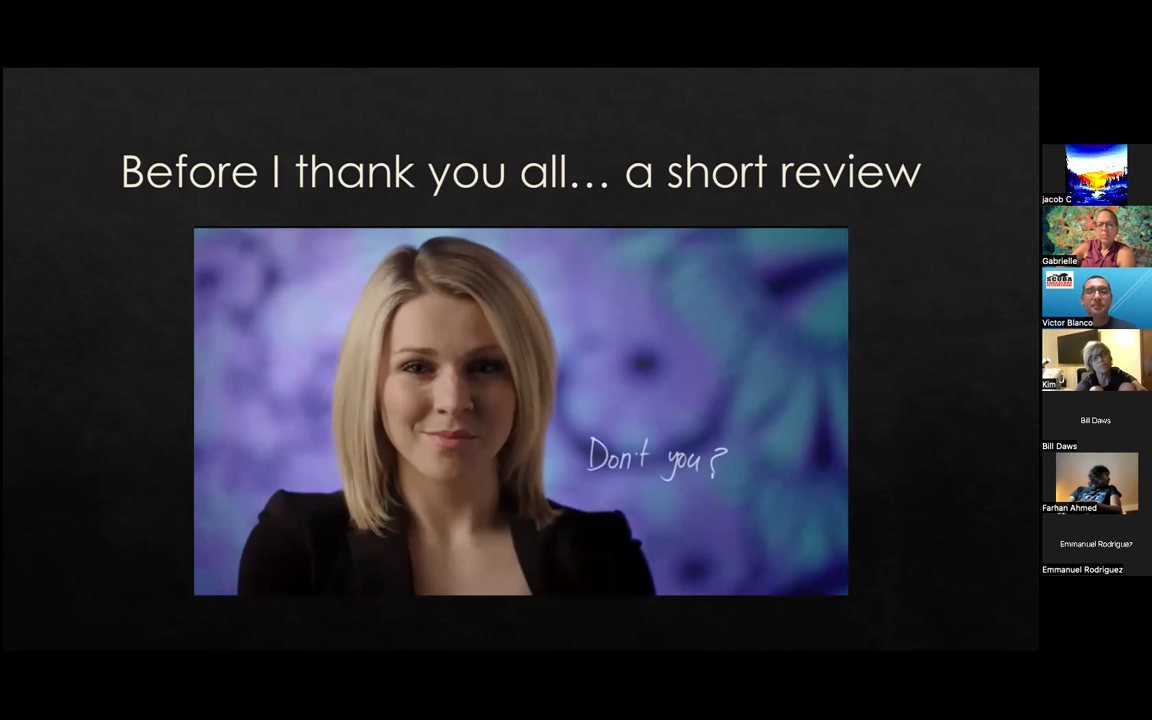 Before I thank you all... a short review
Don't you?
jacob C
Gabrielle
SCUBA
Victor Blanco
Kim
Bill Daws
Bill Daws
Farhan Ahmed
Emmanuel Rodriguez
Emmanuel Rodriguez